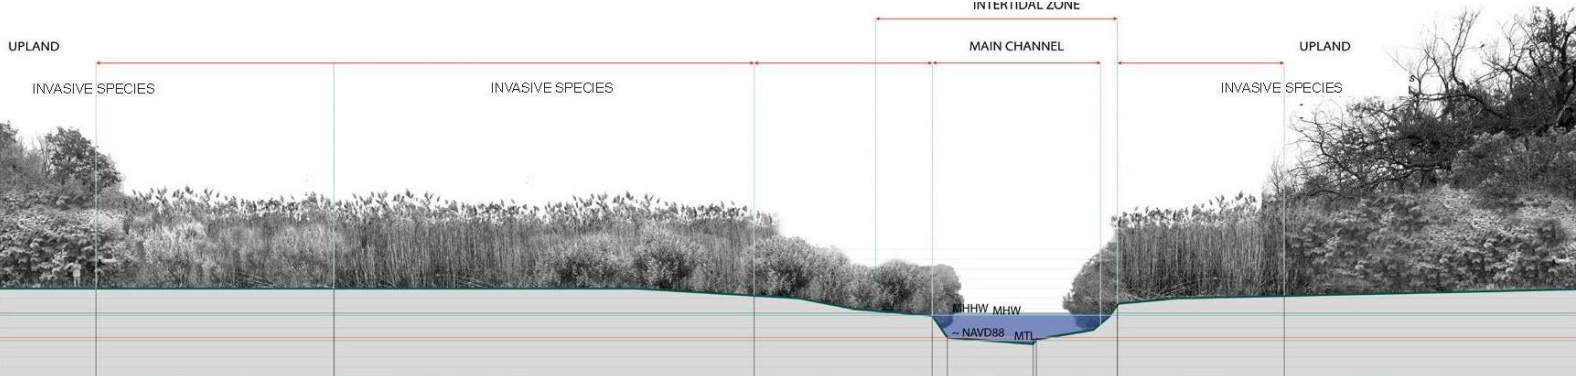 INTERTIDAL ZONE
UPLAND
MAIN CHANNEL
UPLAND
INVASIVE SPECIES
INVASIVE SPECIES
INVASIVE SPECIES
MHHW MHW
~ NAVD88 MTL